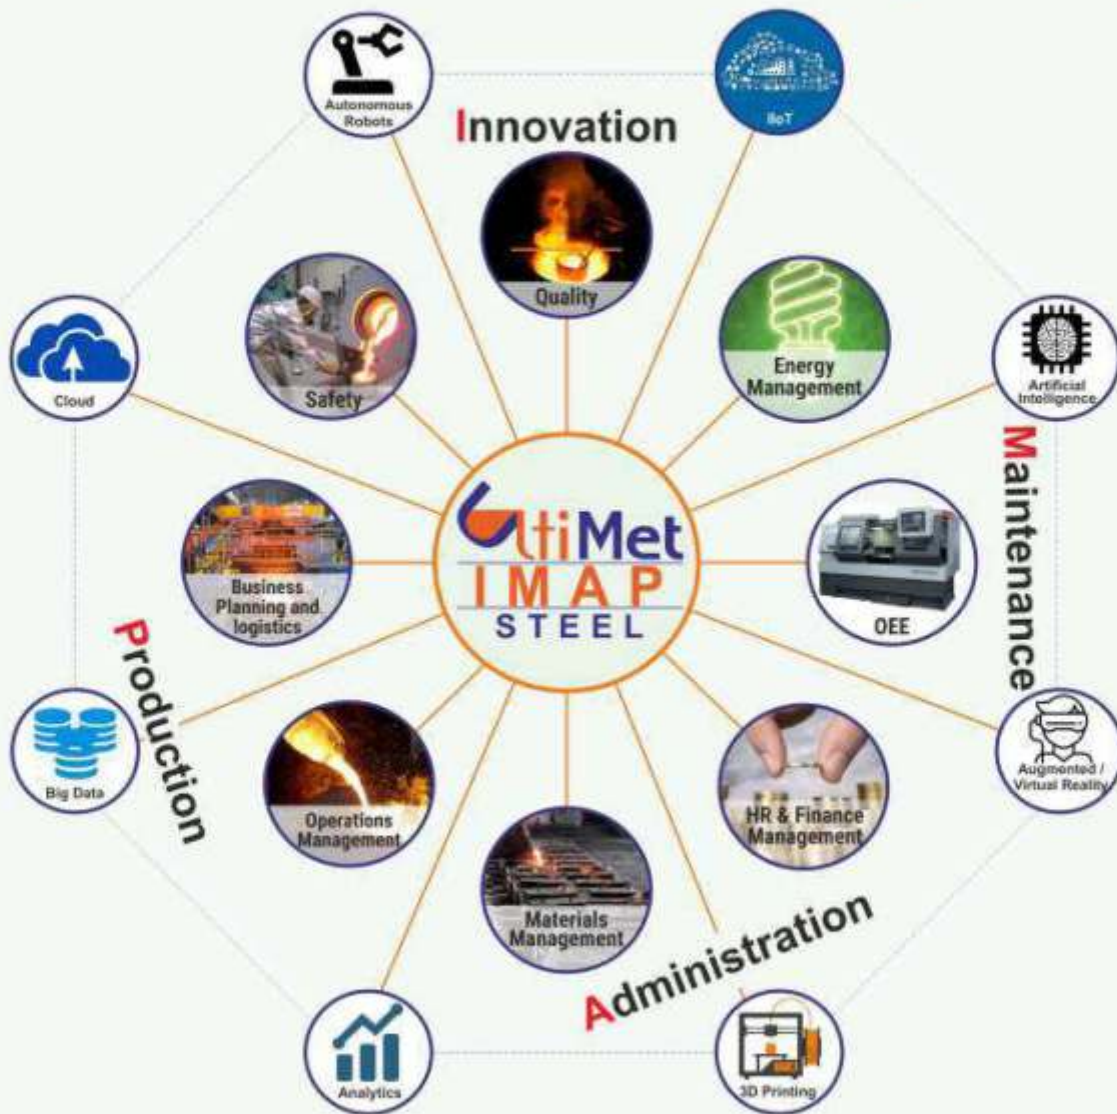 Autonomous
Robots
IIoT
Innovation
Quality
Safety
Energy
Management
Cloud
Artificial
Intelligence
Maintenance
UltiMet
IMAP
STEEL
Business
Planning and
logistics
OEE
Production
Big Data
Operations
Management
HR & Finance
Management
Augmented /
Virtual Reality
Materials
Management
Administration
Analytics
3D Printing